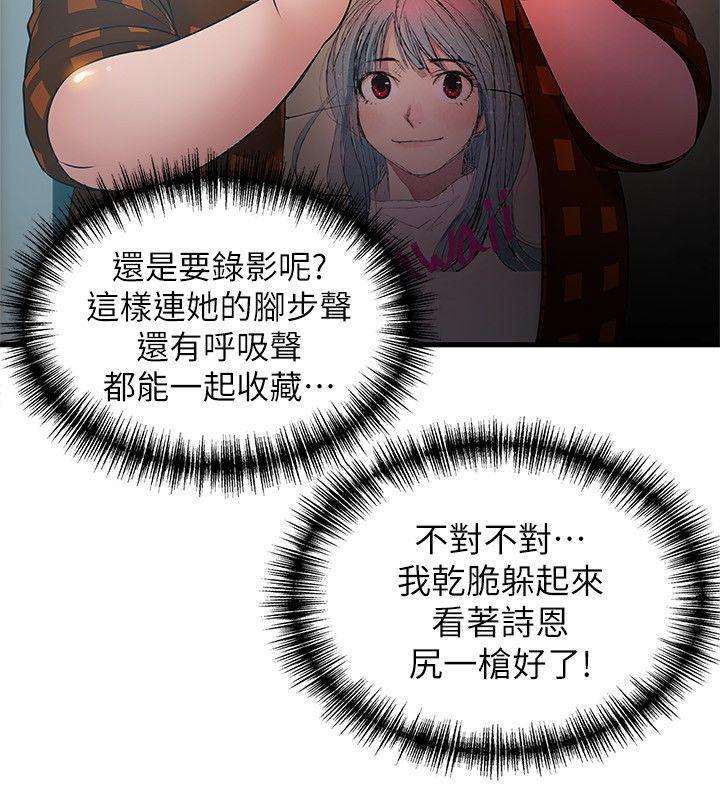 waii
還是要錄影呢?
這樣連她的腳步聲
還有呼吸聲
都能一起收藏⋯
不對不對⋯
我乾脆躲起來
看著詩恩
尻一槍好了!